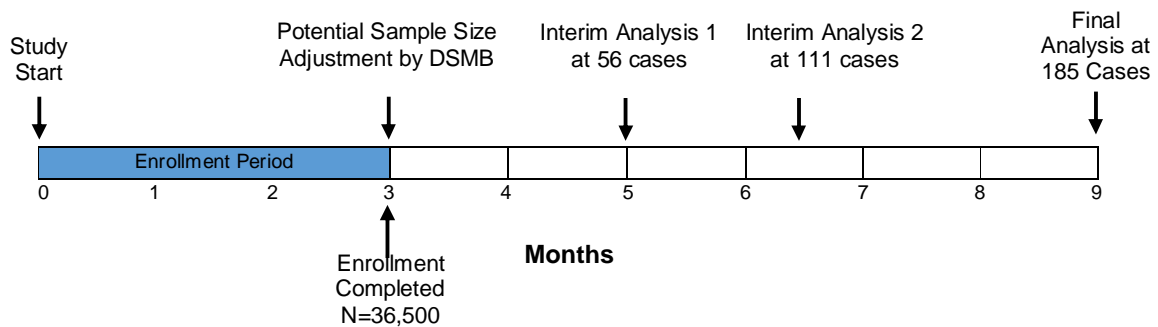 Study
Start
Potential Sample Size
Adjustment by DSMB
Interim Analysis 1
at 56 cases
Interim Analysis 2
at 111 cases
Final
Analysis at
185 Cases
Enrollment Period
0 1 2 3 4 5 6 7 8 9
Months
Enrollment
Completed
N=36,500